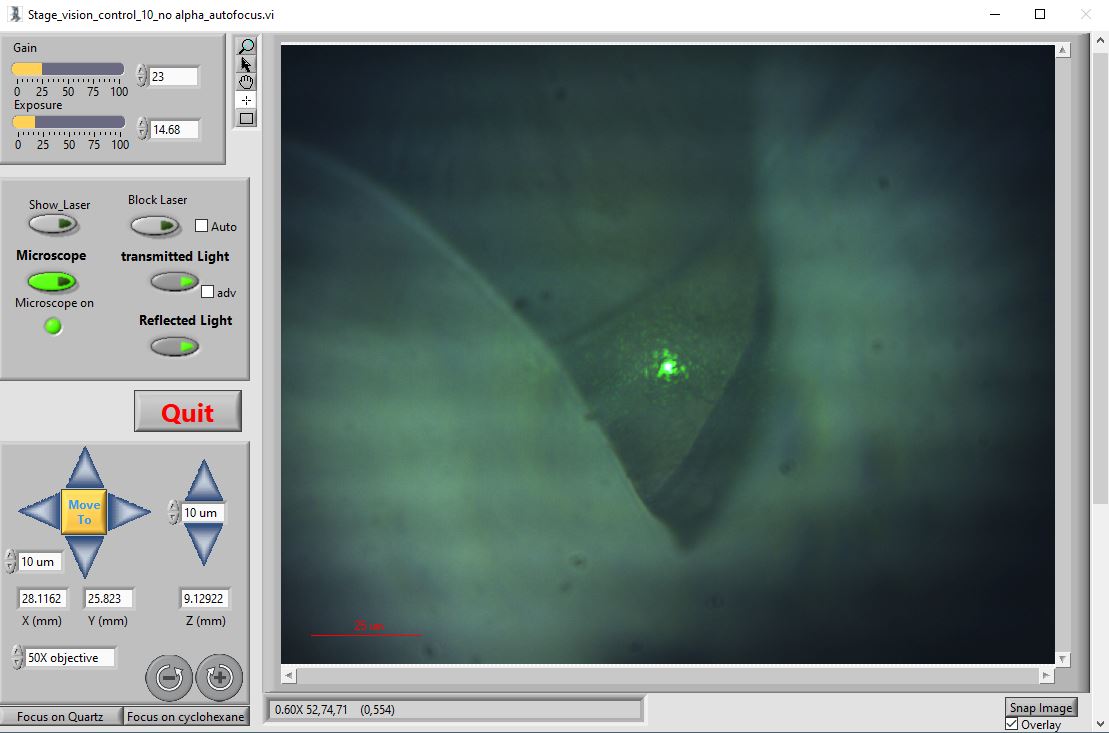 Stage_vision_control_10_no alpha_autofocus.vi
Gain
23
0 25 50 75 100
Exposure
14.68
0 25 50 75 100
Show_Laser
Block Laser
Auto
Microscope
transmitted Light
adv
Microscope on
Reflected Light
Quit
Move
To
10 um
10 um
28.1162
25.823
9.12922
X (mm)
Y (mm)
Z (mm)
50X objective
Focus on Quartz
Focus on cyclohexane
25 um
0.60X 52,74,71 (0,554)
Snap Image
Overlay